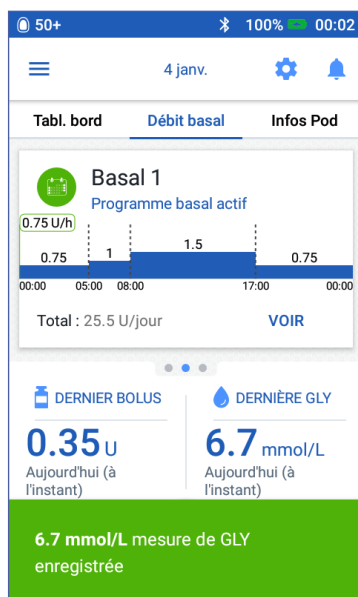 50+ 100% 00:02
4 janv.
Tabl. bord Débit basal Infos Pod
Basal 1
Programme basal actif
0.75 U/h
0.75 1 1.5 0.75
00:00 05:00 08:00 17:00 00:00
Total : 25.5 U/jour VOIR
DERNIER BOLUS DERNIÈRE GLY
0.35 U 6.7 mmol/L
Aujourd'hui (à Aujourd'hui (à
l'instant) l'instant)
6.7 mmol/L mesure de GLY
enregistrée